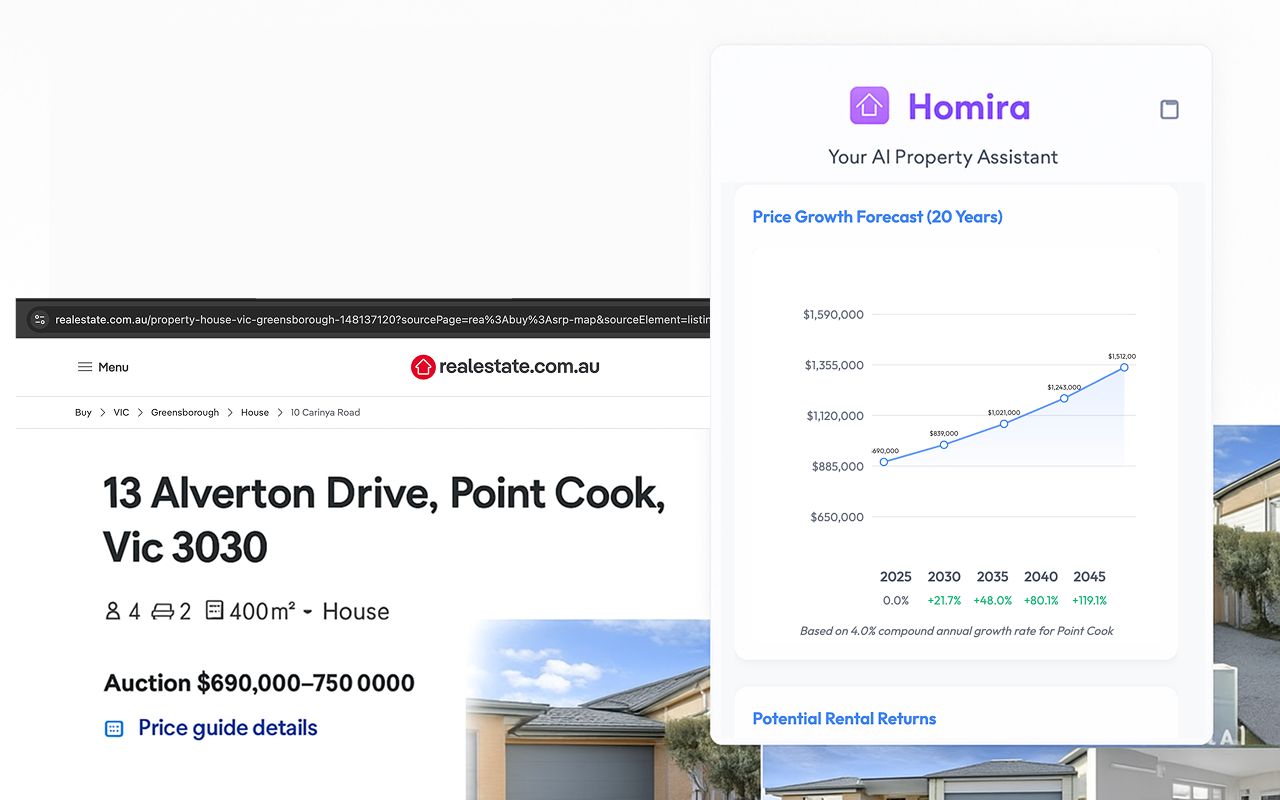 Homira
Your AI Property Assistant
Price Growth Forecast (20 Years)
$1,590,000
$1,355,000
$1,120,000
$885,000
$650,000
690,000
$839,000
$1,021,000
$1,243,000
$1,512,00
2025 2030 2035 2040 2045
0.0% +21.7% +48.0% +80.1% +119.1%
Based on 4.0% compound annual growth rate for Point Cook
Potential Rental Returns
realestate.com.au/property-house-vic-greensborough-148137120?sourcePage=rea%3Abuy%3Asrp-map&sourceElement=listin
Menu
realestate.com.au
Buy > VIC > Greensborough > House > 10 Carinya Road
13 Alverton Drive, Point Cook,
Vic 3030
4 2 400 m² - House
Auction $690,000–750 0000
Price guide details